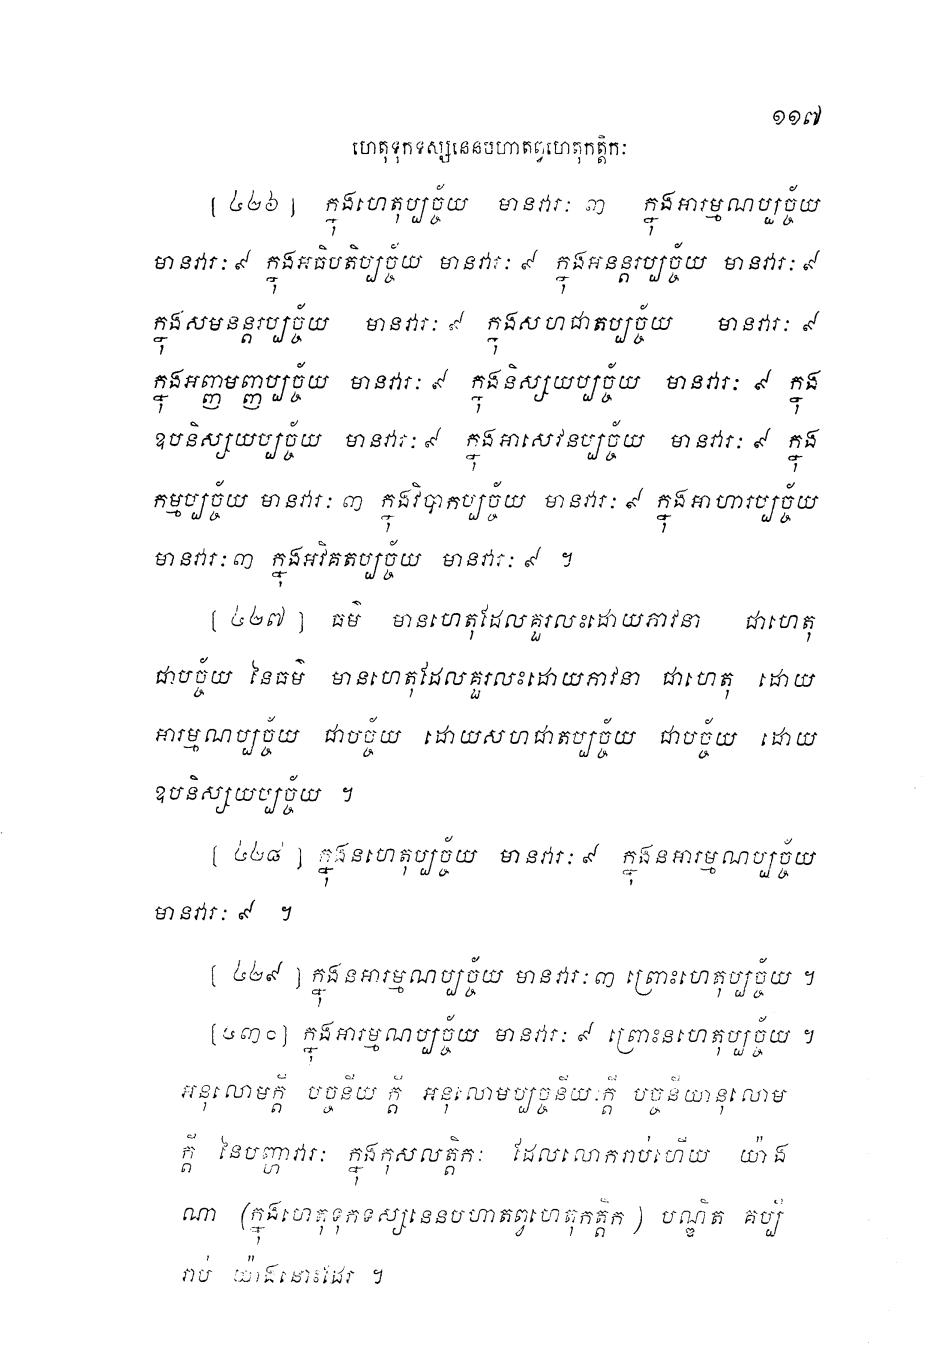 ១១៧
ហេតុទុកទស្សនេនបហាតព្វហេតុកត្តិកៈ
[ ៤២៦ ] ក្នុងហេតុប្បច្ច័យ មានវារៈ ៣ ក្នុងអារម្មណប្បច្ច័យ
មានវារៈ ៩ ក្នុងអធិបតិប្បច្ច័យ មានវារៈ ៩ ក្នុងអនន្តរប្បច្ច័យ មានវារៈ ៩
ក្នុងសមនន្តរប្បច្ច័យ មានវារៈ ៩ ក្នុងសហជាតប្បច្ច័យ មានវារៈ ៩
ក្នុងអញ្ញមញ្ញប្បច្ច័យ មានវារៈ ៩ ក្នុងនិស្សយប្បច្ច័យ មានវារៈ ៩ ក្នុង
ឧបនិស្សយប្បច្ច័យ មានវារៈ ៩ ក្នុងអាសេវនប្បច្ច័យ មានវារៈ ៩ ក្នុង
កម្មប្បច្ច័យ មានវារៈ ៣ ក្នុងវិបាកប្បច្ច័យ មានវារៈ ៩ ក្នុងអាហារប្បច្ច័យ
មានវារៈ ៣ ក្នុងអវិគតប្បច្ច័យ មានវារៈ ៩ ។
[ ៤២៧ ] ធម៌ មានហេតុដែលគួរលះដោយភាវនា ជាហេតុ
ជាបច្ច័យ នៃធម៌ មានហេតុដែលគួរលះដោយភាវនា ជាហេតុ ដោយ
អារម្មណប្បច្ច័យ ជាបច្ច័យ ដោយសហជាតប្បច្ច័យ ជាបច្ច័យ ដោយ
ឧបនិស្សយប្បច្ច័យ ។
[ ៤២៨ ] ក្នុងនហេតុប្បច្ច័យ មានវារៈ ៩ ក្នុងនអារម្មណប្បច្ច័យ
មានវារៈ ៩ ។
[ ៤២៩ ] ក្នុងនអារម្មណប្បច្ច័យ មានវារៈ ៣ ព្រោះហេតុប្បច្ច័យ ។
[៤៣០] ក្នុងអារម្មណប្បច្ច័យ មានវារៈ ៩ ព្រោះនហេតុប្បច្ច័យ ។
អនុលោមក្តី បច្ចនីយ ក្តី អនុលោមប្បច្ចនីយៈក្តី បច្ចនីយានុលោម
ក្តី នៃបញ្ហាវារៈ ក្នុងកុសលត្តិកៈ ដែលលោករាប់ហើយ យ៉ាង
ណា (ក្នុងហេតុទុកទស្សនេនបហាតព្វហេតុកត្តិក ) បណ្ឌិត គប្បី
រាប់ យ៉ាងនោះដែរ ។